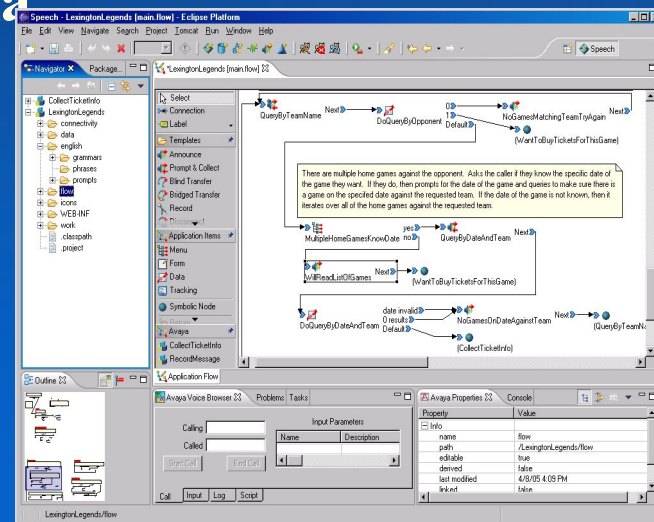 a
Speech - LexingtonLegends [main.flow] - Eclipse Platform
File Edit View Navigate Search Project Tomcat Run Window Help
Speech
Navigator Package...
*LexingtonLegends [main.flow]
CollectTicketInfo
LexingtonLegends
connectivity
data
english
grammars
phrases
prompts
flow
icons
WEB-INF
work
.classpath
.project
Select
Connection
Label
Templates
Announce
Prompt & Collect
Blind Transfer
Bridged Transfer
Record
Application Items
Menu
Form
Data
Tracking
Symbolic Node
Avaya
CollectTicketInfo
RecordMessage
QueryByTeamName Next
DoQueryByOpponent 0 1 Default
NoGamesMatchingTeamTryAgain Next
(WantToBuyTicketsForThisGame)
There are multiple home games against the opponent. Asks the caller if they know the specific date of
the game they want. If they do, then prompts for the date of the game and queries to make sure there is
a game on the specifed date against the requested team. If the date of the game is not known, then it
iterates over all of the home games against the requested team.
MultipleHomeGamesKnowDate yes no
QueryByDateAndTeam Next
WillReadListOfGames Next
(WantToBuyTicketsForThisGame)
DoQueryByDateAndTeam date invalid 0 results Default
NoGamesOnDateAgainstTeam Next
(QueryByTeamNa
(CollectTicketInfo)
Application Flow
Outline
Avaya Voice Browser Problems Tasks
Calling
Called
Start Call End Call
Input Parameters
Name Description
Call Input Log Script
Avaya Properties Console
Property Value
Info
name flow
path /LexingtonLegends/flow
editable true
derived false
last modified 4/8/05 4:09 PM
linked false
LexingtonLegends/flow